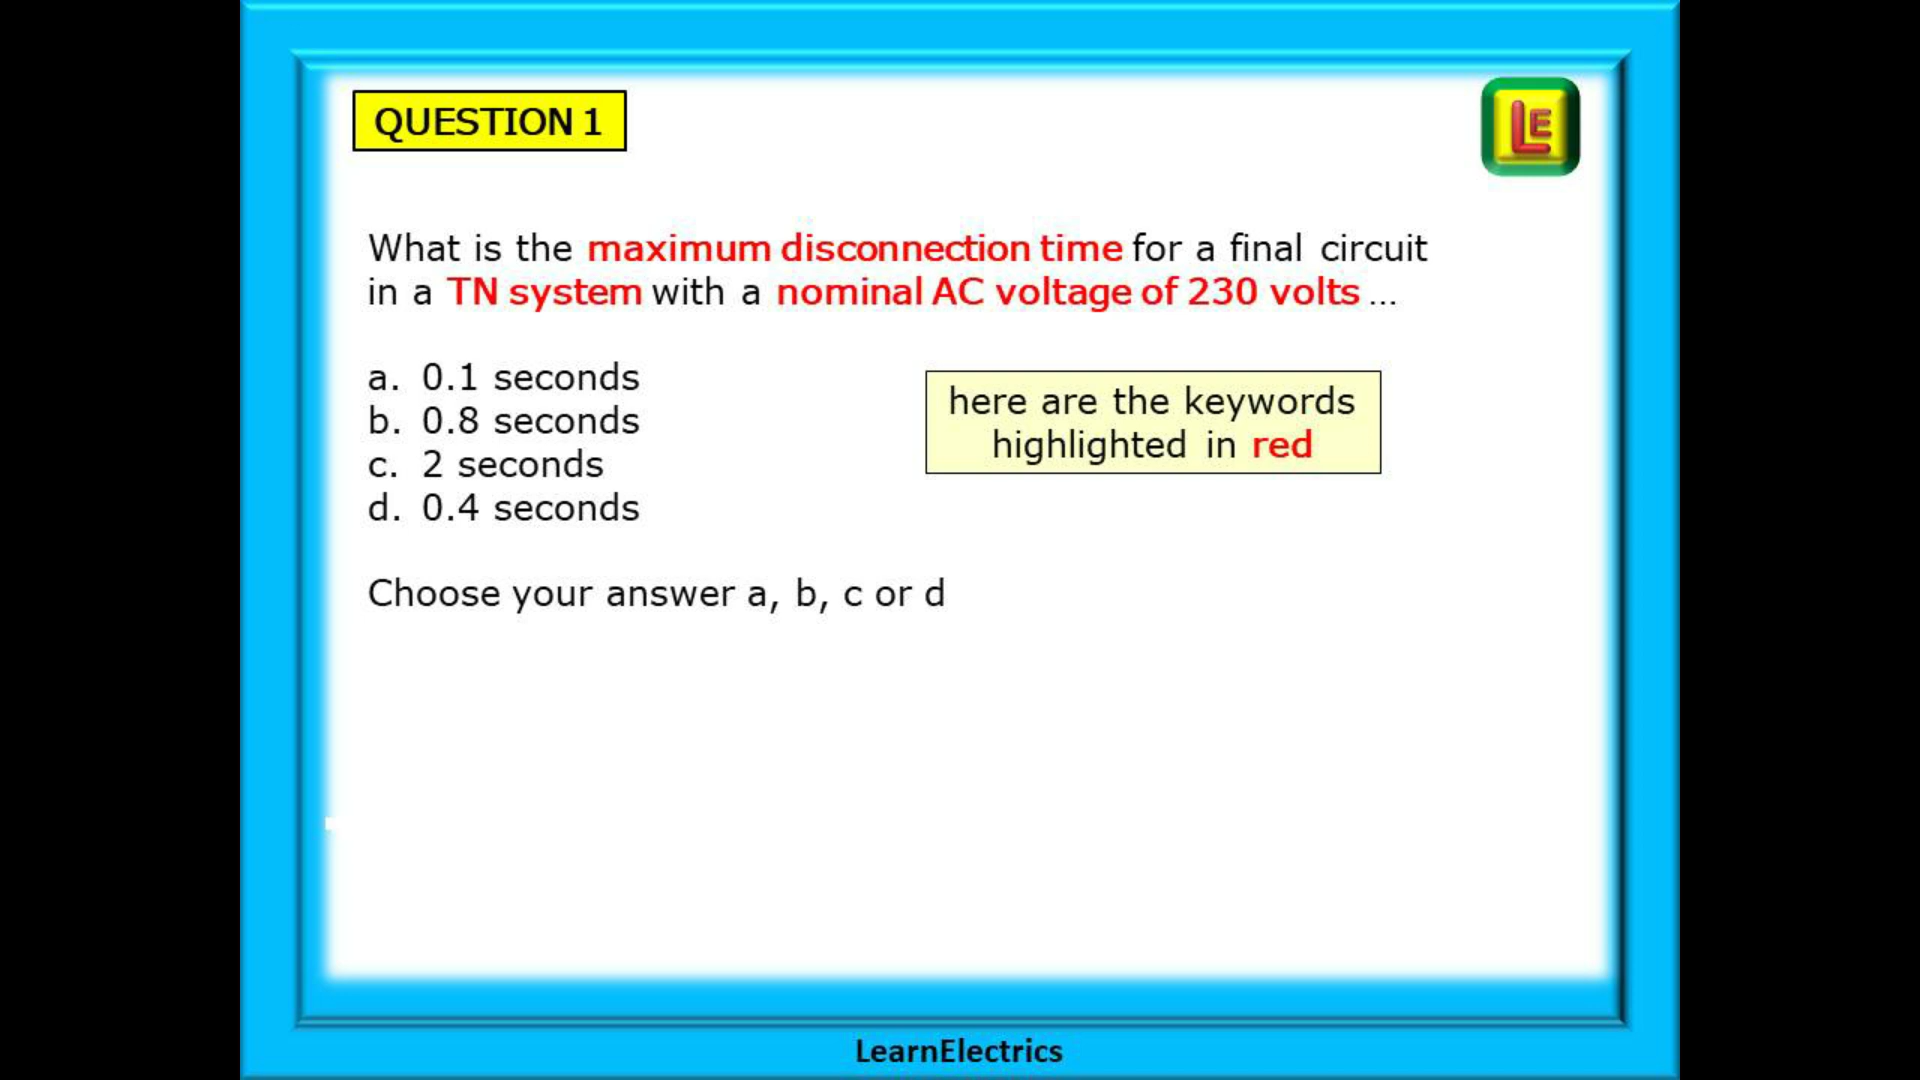 QUESTION 1
LE
What is the maximum disconnection time for a final circuit
in a TN system with a nominal AC voltage of 230 volts ...
a. 0.1 seconds
b. 0.8 seconds
c. 2 seconds
d. 0.4 seconds
here are the keywords
highlighted in red
Choose your answer a, b, c or d
LearnElectrics